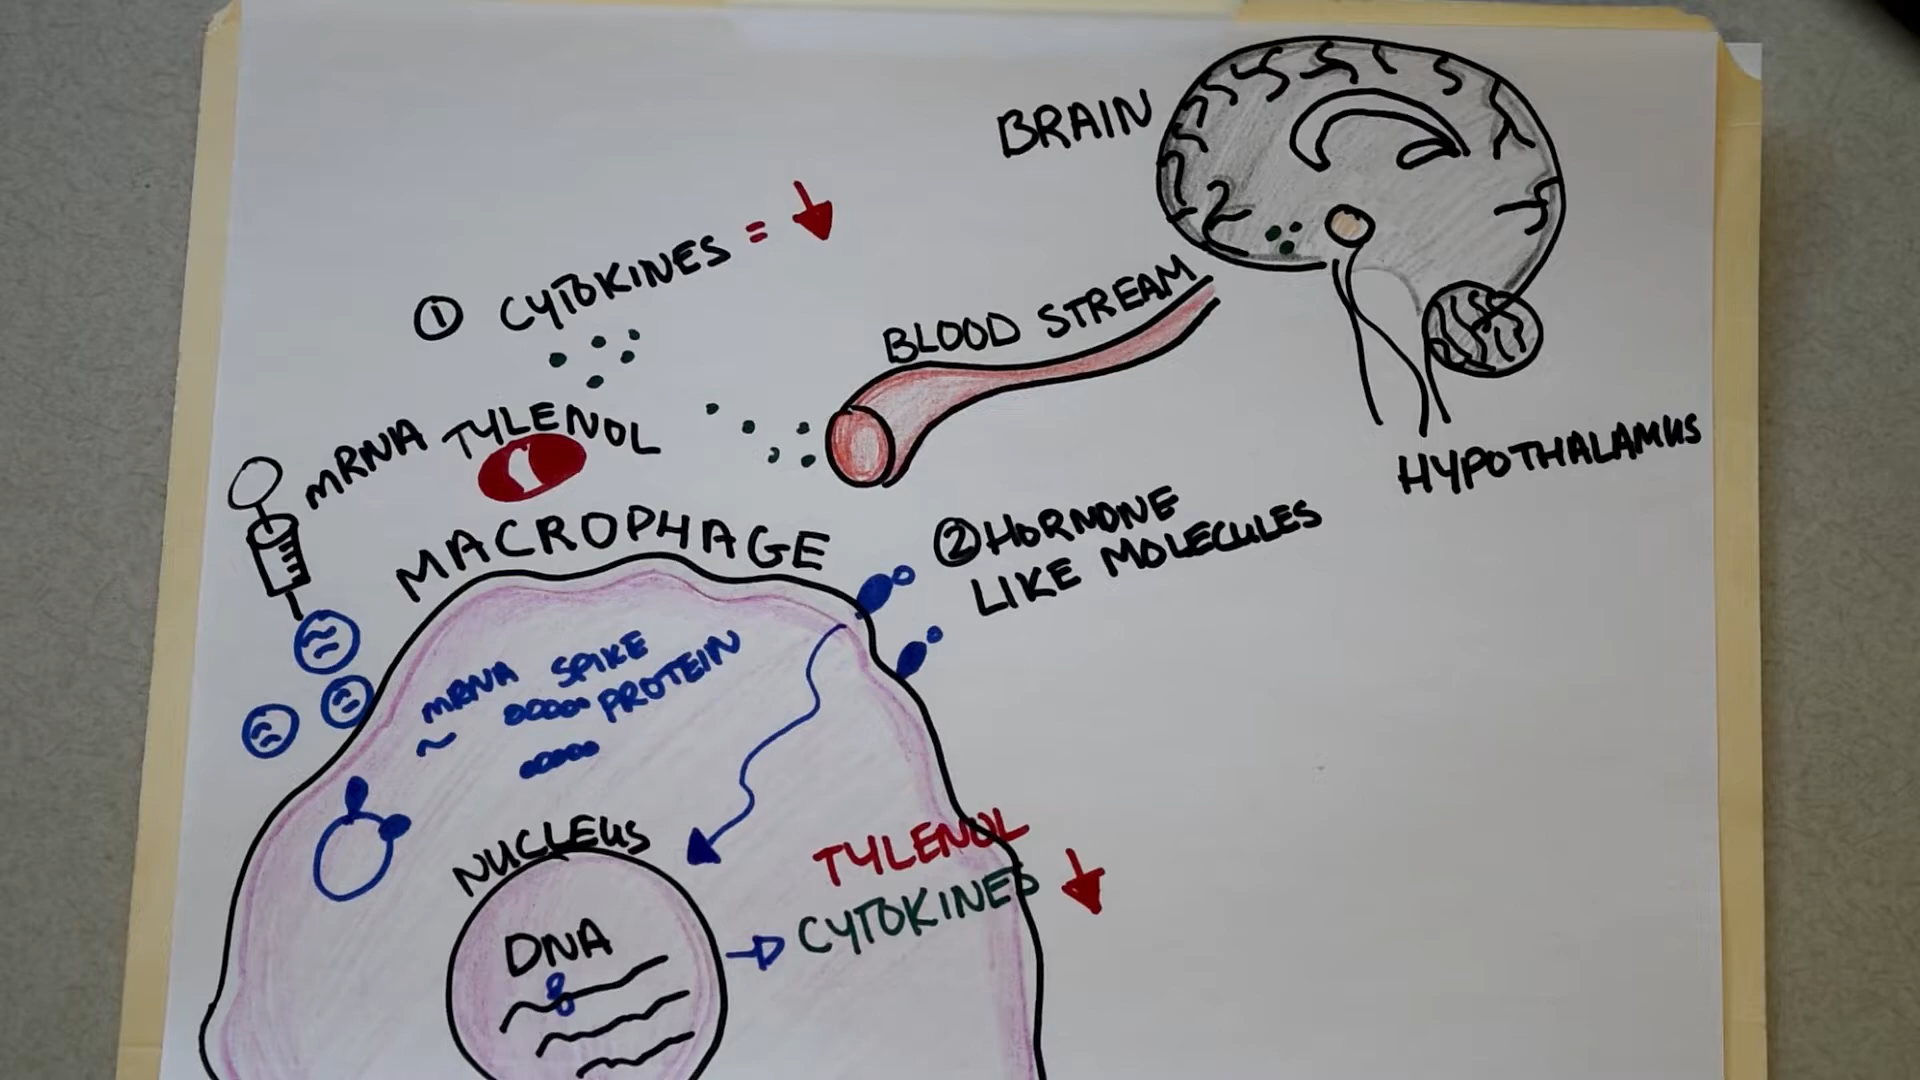 BRAIN
① CYTOKINES = ↓
BLOOD STREAM
mRNA TYLENOL
HYPOTHALAMUS
MACROPHAGE
② HORMONE
LIKE MOLECULES
mRNA SPIKE
PROTEIN
NUCLEUS
TYLENOL
CYTOKINES ↓
DNA